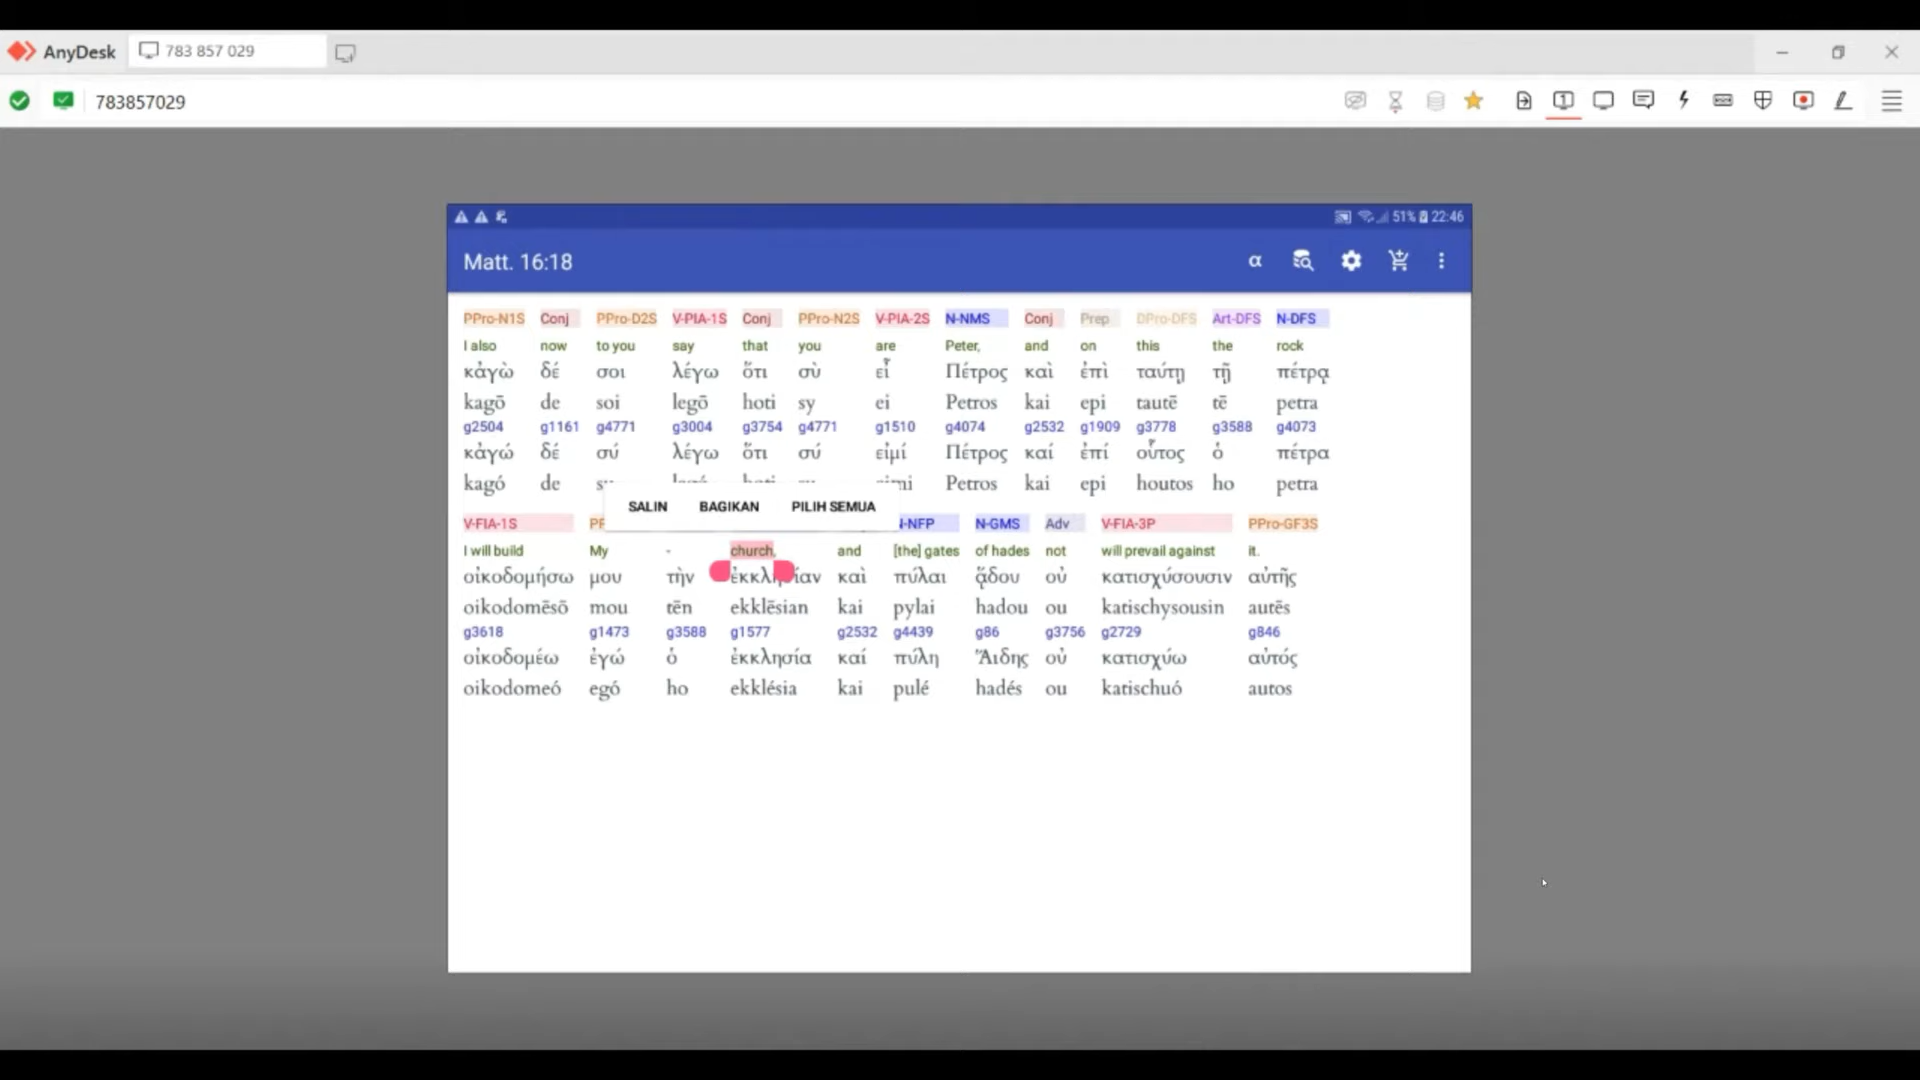 AnyDesk 783 857 029
783857029
51% 22:46
Matt. 16:18 α
PPro-N1S Conj PPro-D2S V-PIA-1S Conj PPro-N2S V-PIA-2S N-NMS Conj Prep DPro-DFS Art-DFS N-DFS
I also now to you say that you are Peter, and on this the rock
κἀγὼ δέ σοι λέγω ὅτι σὺ εἶ Πέτρος καὶ ἐπὶ ταύτῃ τῇ πέτρᾳ
kagō de soi legō hoti sy ei Petros kai epi tautē tē petra
g2504 g1161 g4771 g3004 g3754 g4771 g1510 g4074 g2532 g1909 g3778 g3588 g4073
κἀγώ δέ σύ λέγω ὅτι σύ εἰμί Πέτρος καί ἐπί οὗτος ὁ πέτρα
kagó de Petros kai epi houtos ho petra
SALIN BAGIKAN PILIH SEMUA
V-FIA-1S N-GMS Adv V-FIA-3P PPro-GF3S
I will build My - church, and [the] gates of hades not will prevail against it.
οἰκοδομήσω μου τὴν καὶ πύλαι ᾅδου οὐ κατισχύσουσιν αὐτῆς
oikodomēsō mou tēn ekklēsian kai pylai hadou ou katischysousin autēs
g3618 g1473 g3588 g1577 g2532 g4439 g86 g3756 g2729 g846
οἰκοδομέω ἐγώ ὁ ἐκκλησία καί πύλη Ἅιδης οὐ κατισχύω αὐτός
oikodomeó egó ho ekklésia kai pulé hadés ou katischuó autos